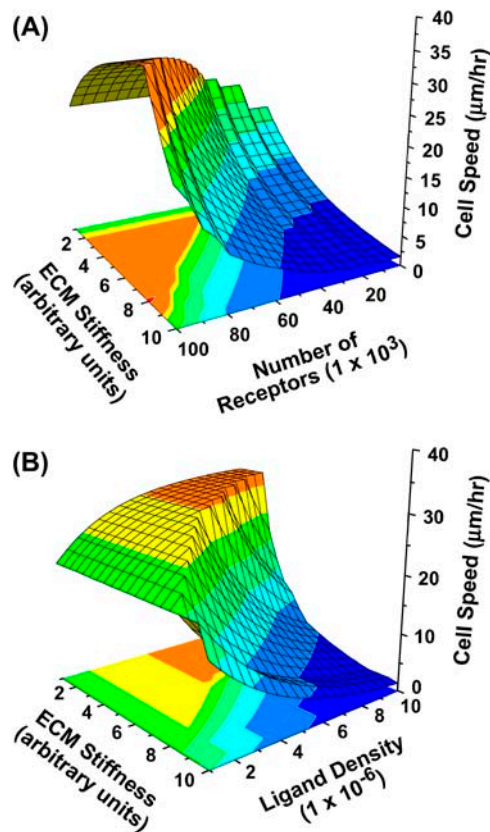 (A)
40
35
30
25
20
15
10
5
0
Cell Speed (μm/hr)
2
4
6
8
10
ECM Stiffness
(arbitrary units)
100
80
60
40
20
Number of
Receptors (1 x 10³)
(B)
40
30
20
10
0
Cell Speed (μm/hr)
2
4
6
8
10
ECM Stiffness
(arbitrary units)
2
4
6
8
10
Ligand Density
(1 x 10⁻⁶)